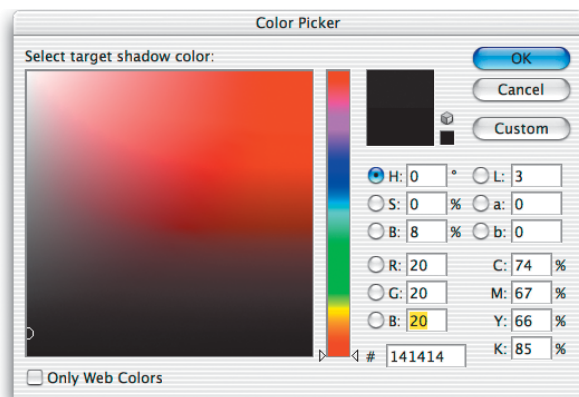 Color Picker
Select target shadow color:
OK
Cancel
Custom
H: 0 °
L: 3
S: 0 %
a: 0
B: 8 %
b: 0
R: 20
C: 74 %
G: 20
M: 67 %
B: 20
Y: 66 %
# 141414
K: 85 %
Only Web Colors